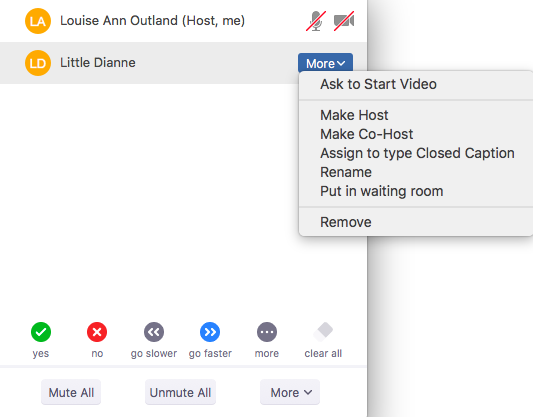 LA Louise Ann Outland (Host, me)
LD Little Dianne More
Ask to Start Video
Make Host
Make Co-Host
Assign to type Closed Caption
Rename
Put in waiting room
Remove
yes no go slower go faster more clear all
Mute All Unmute All More